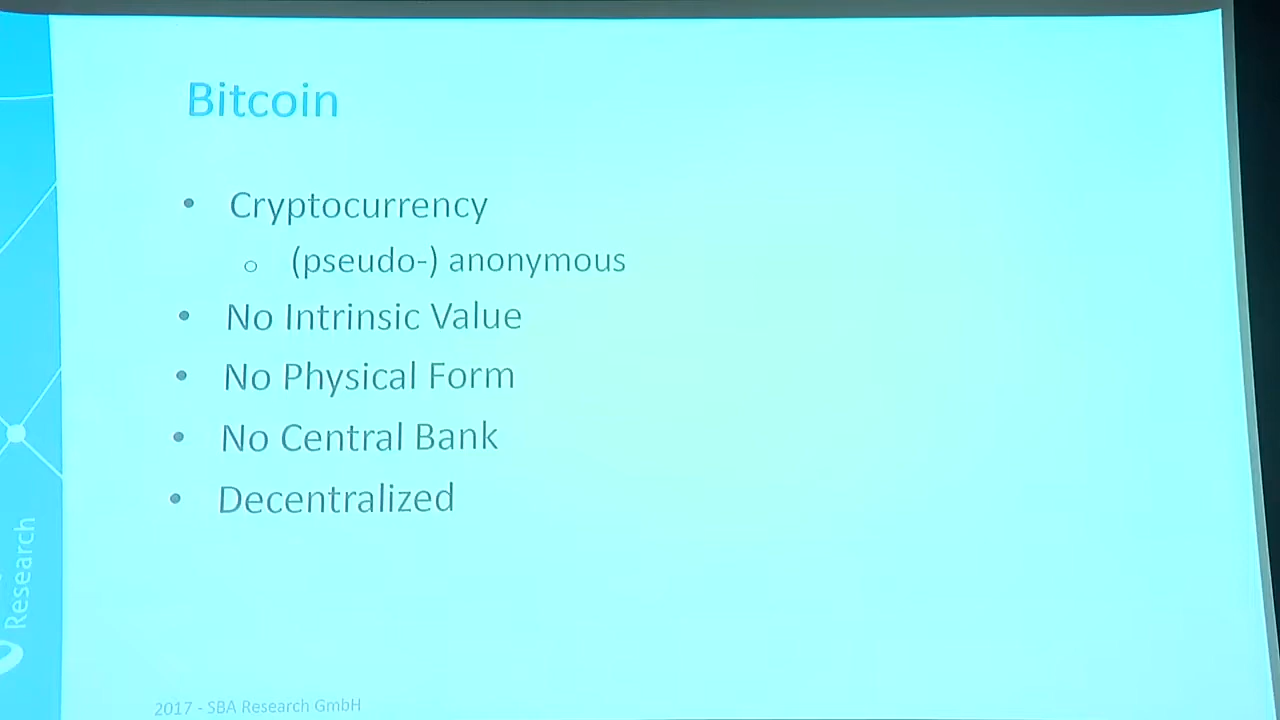 Bitcoin
• Cryptocurrency
o (pseudo-) anonymous
• No Intrinsic Value
• No Physical Form
• No Central Bank
• Decentralized
Research
2017 - SBA Research GmbH